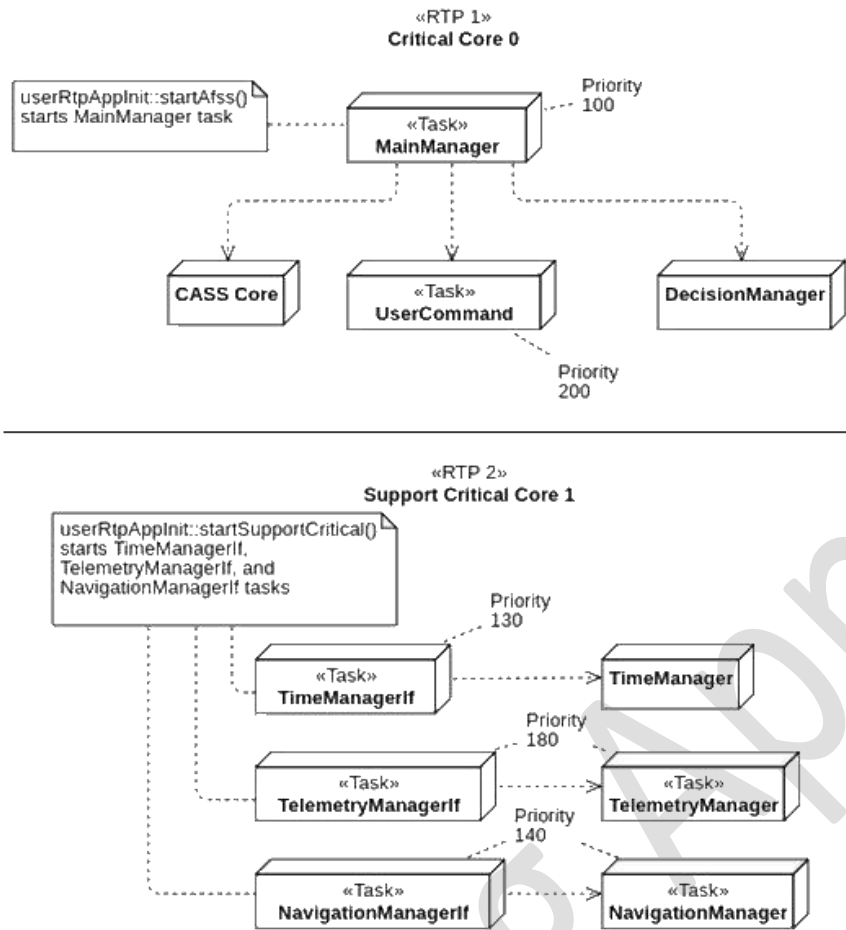 «RTP 1»
Critical Core 0
userRtpAppInit::startAfss()
starts MainManager task
Priority
100
«Task»
MainManager
CASS Core
«Task»
UserCommand
DecisionManager
Priority
200
«RTP 2»
Support Critical Core 1
userRtpAppInit::startSupportCritical()
starts TimeManagerIf,
TelemetryManagerIf, and
NavigationManagerIf tasks
Priority
130
«Task»
TimeManagerIf
TimeManager
Priority
180
«Task»
TelemetryManagerIf
«Task»
TelemetryManager
Priority
140
«Task»
NavigationManagerIf
«Task»
NavigationManager